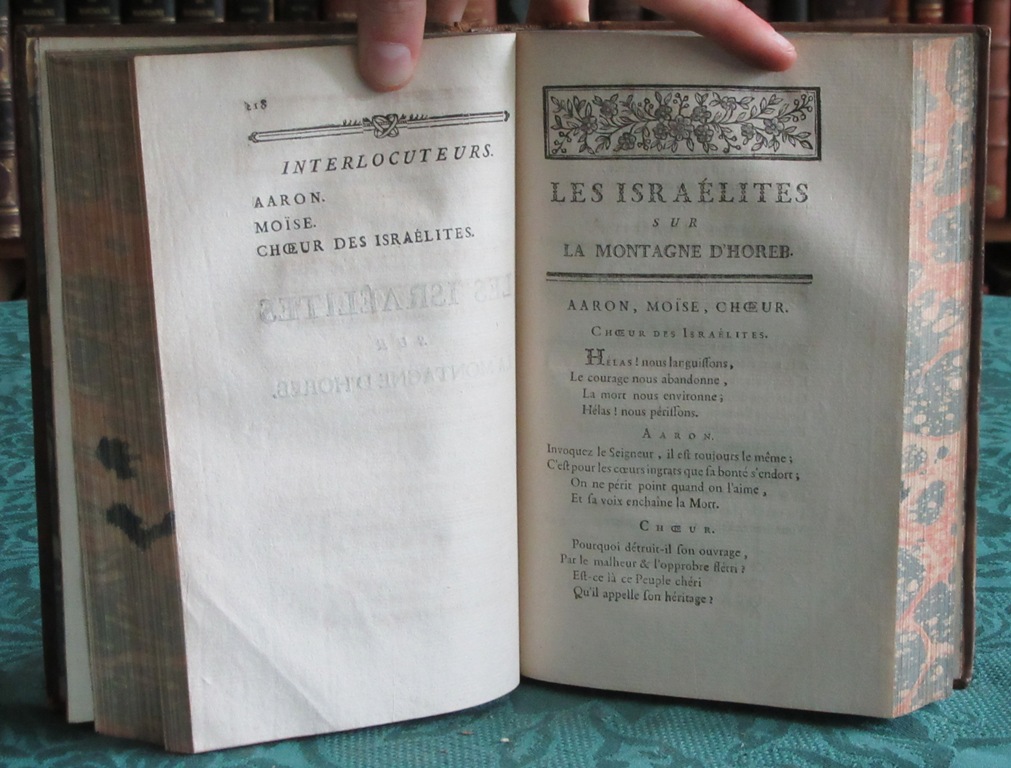 218
INTERLOCUTEURS.
AARON.
MOÏSE.
CHŒUR DES ISRAËLITES.
LES ISRAÉLITES
SUR
LA MONTAGNE D'HOREB.
AARON, MOÏSE, CHŒUR.
CHŒUR DES ISRAELITES.
HÉLAS ! nous languiſſons,
Le courage nous abandonne,
La mort nous environne ;
Hélas ! nous périſſons.
AARON.
Invoquez le Seigneur, il eſt toujours le même ;
C'eſt pour les cœurs ingrats que ſa bonté s'endort ;
On ne périt point quand on l'aime,
Et ſa voix enchaîne la Mort.
CHŒUR.
Pourquoi détruit-il ſon ouvrage,
Par le malheur & l'opprobre flétri ?
Eſt-ce là ce Peuple chéri
Qu'il appelle ſon héritage ?